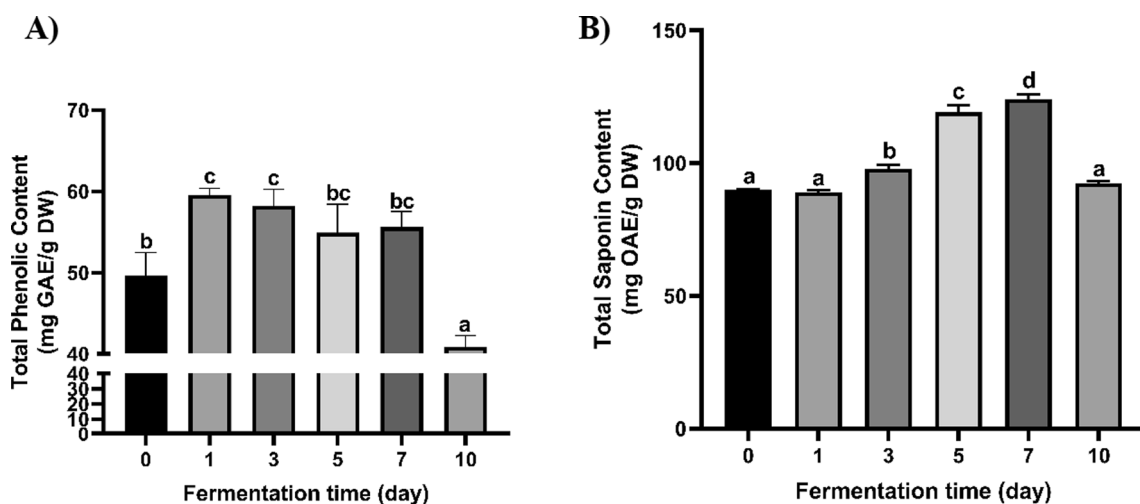 A)
Total Phenolic Content
(mg GAE/g DW)
70
60
50
40
40
30
20
10
0
b
c
c
bc
bc
a
0 1 3 5 7 10
Fermentation time (day)
B)
Total Saponin Content
(mg OAE/g DW)
150
100
50
0
a
a
b
c
d
a
0 1 3 5 7 10
Fermentation time (day)